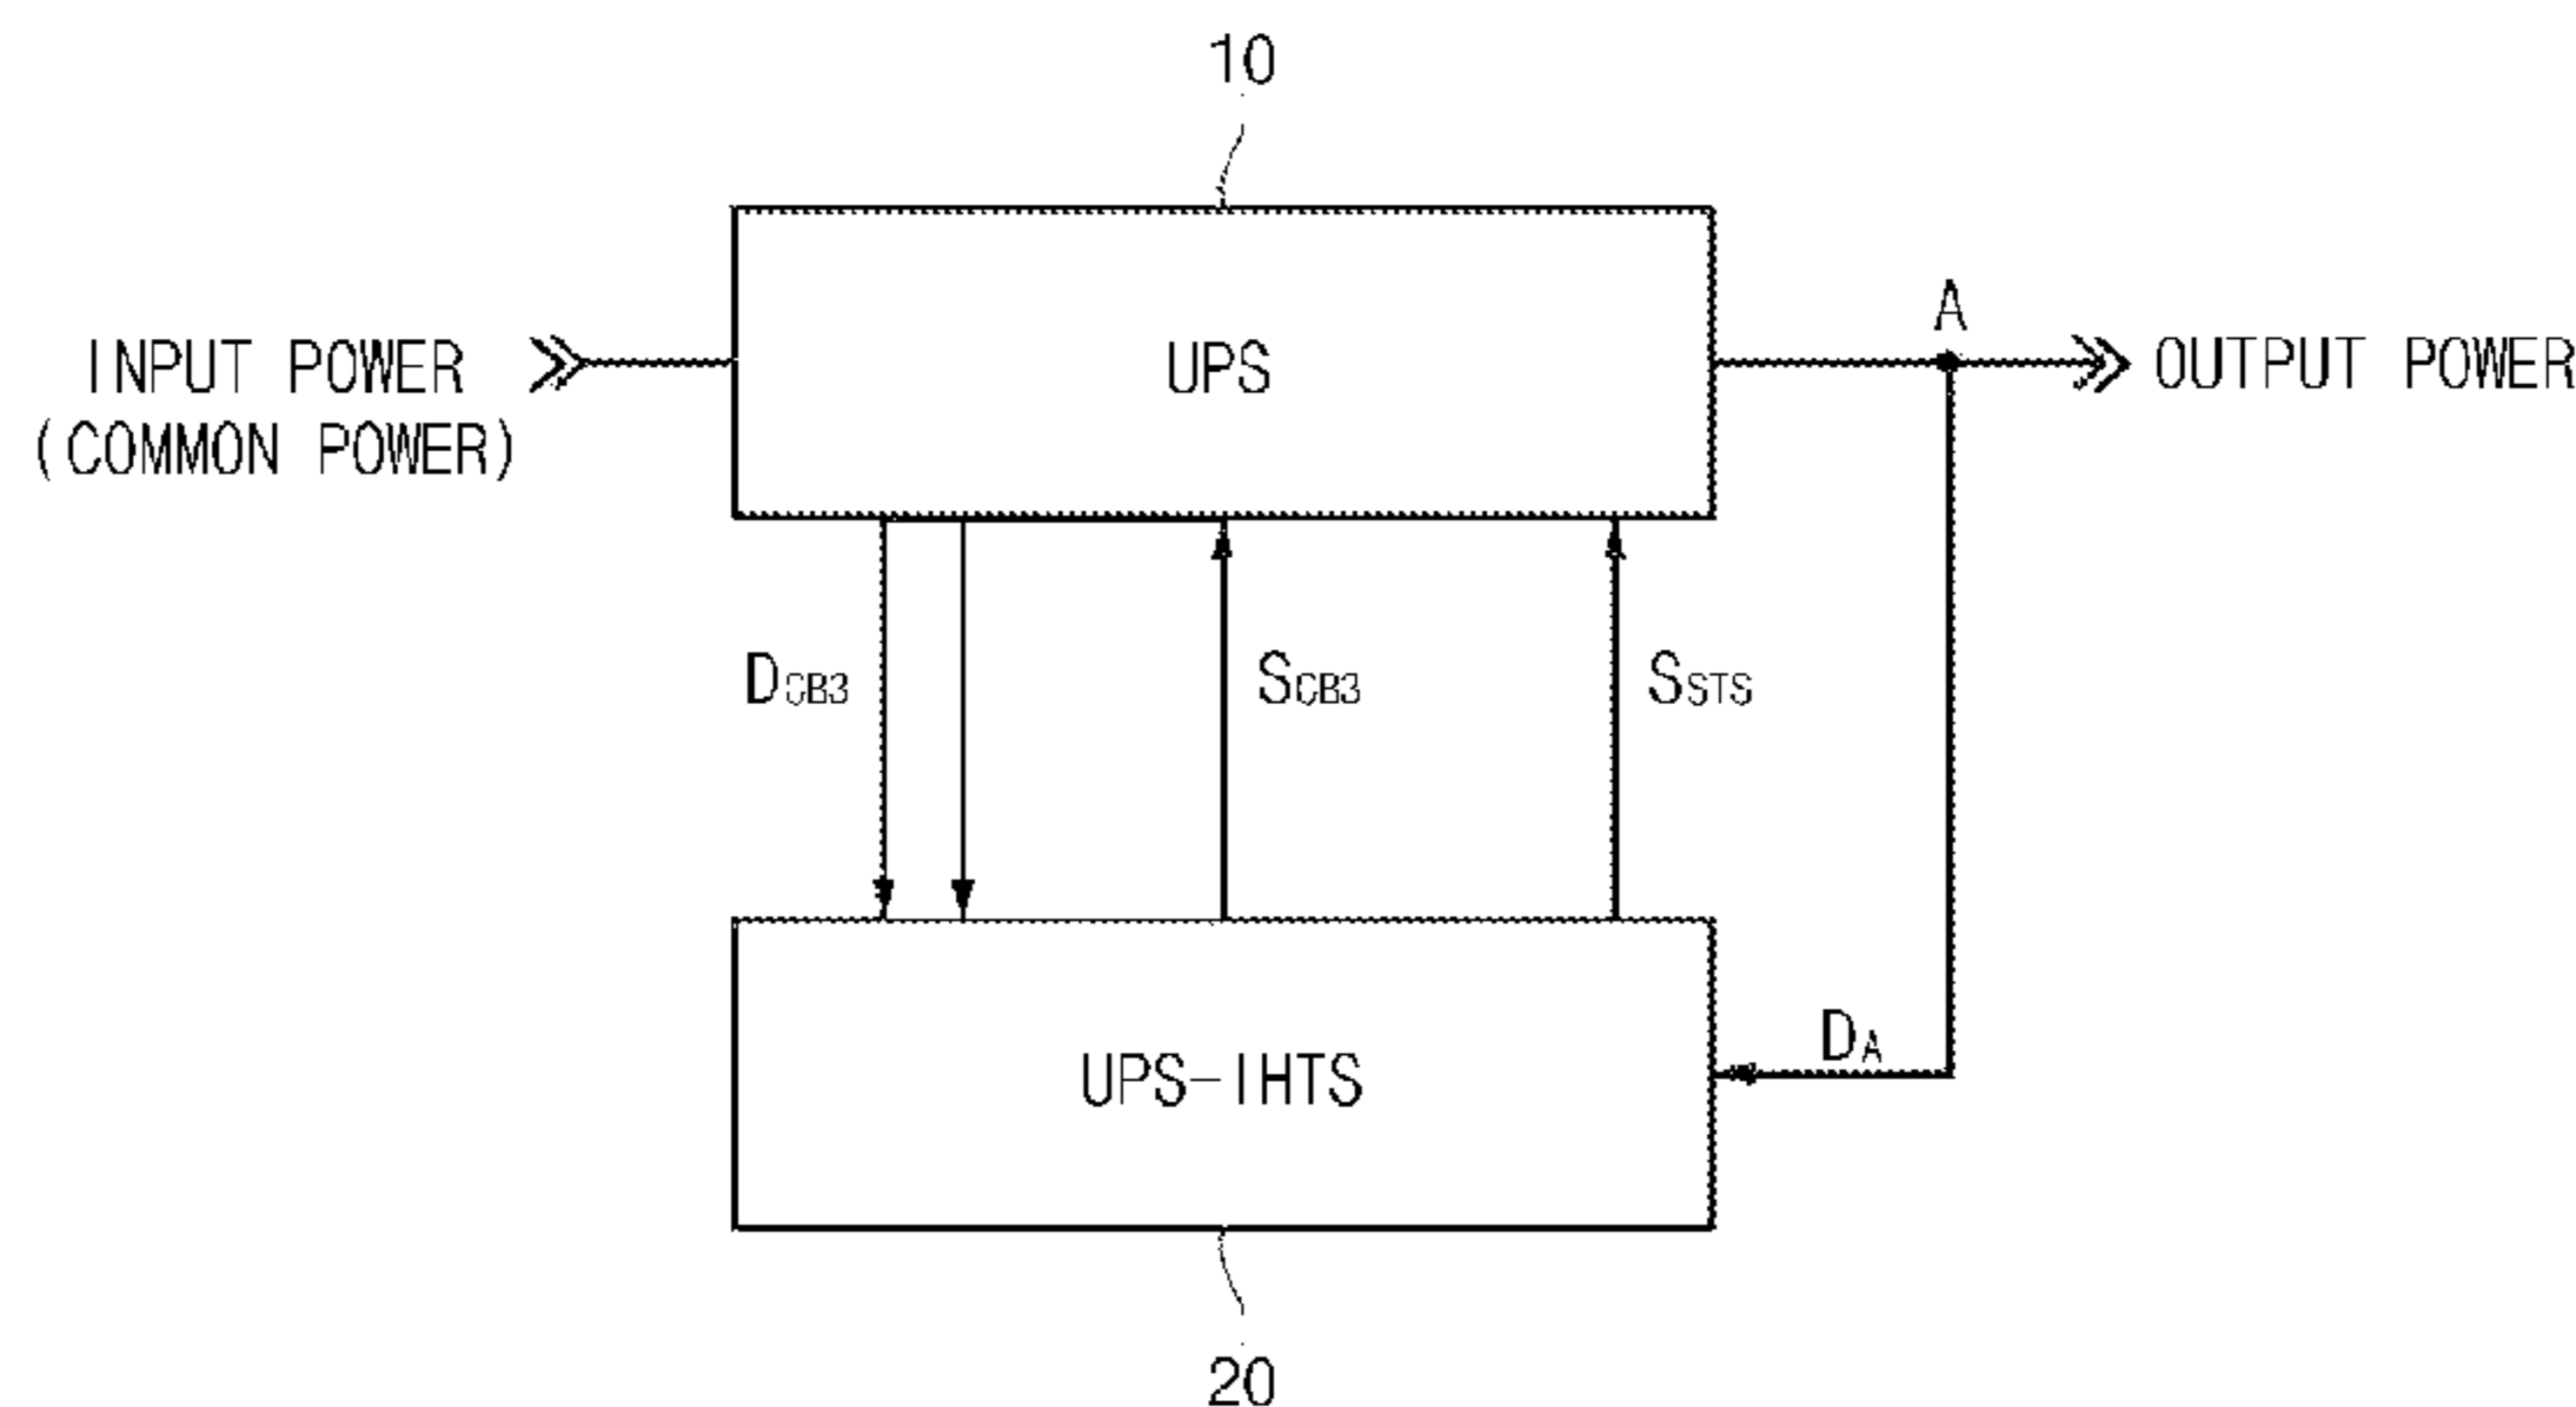 10
A
INPUT POWER
(COMMON POWER)
UPS
OUTPUT POWER
DCB3
SCB3
SSTS
DA
UPS-IHTS
20